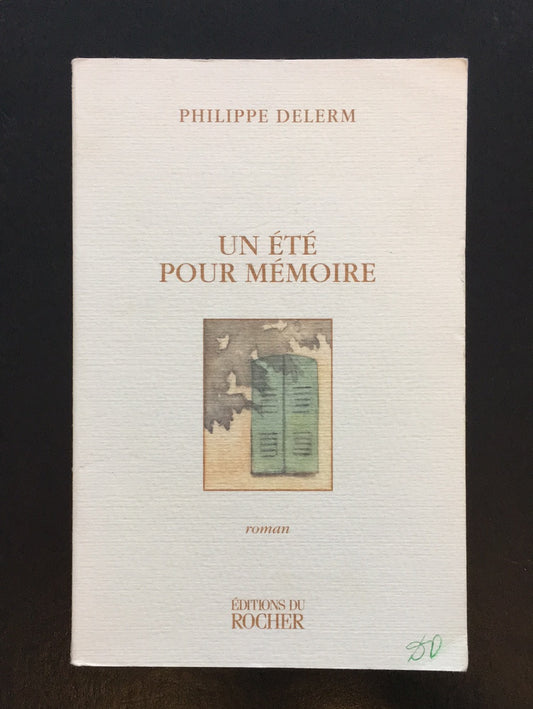 PHILIPPE DELERM
UN ÉTÉ
POUR MÉMOIRE
roman
ÉDITIONS DU
ROCHER